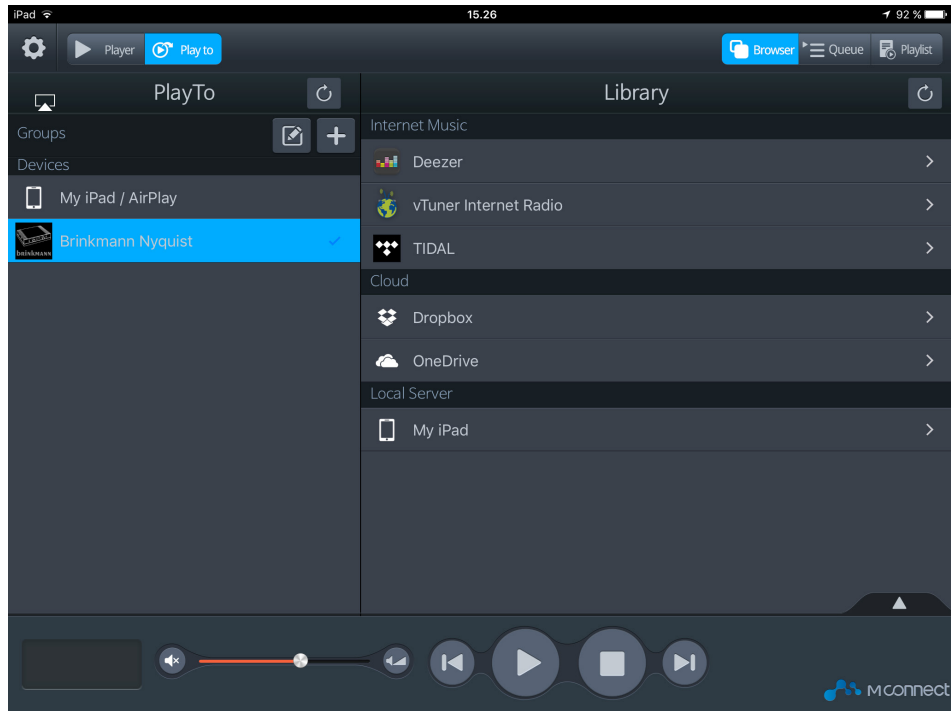 iPad 15.26 92 %
Player Play to Browser Queue Playlist
PlayTo Library
Groups
Devices
My iPad / AirPlay
brinkmann Brinkmann Nyquist
Internet Music
Deezer
vTuner Internet Radio
TIDAL
Cloud
Dropbox
OneDrive
Local Server
My iPad
mconnect